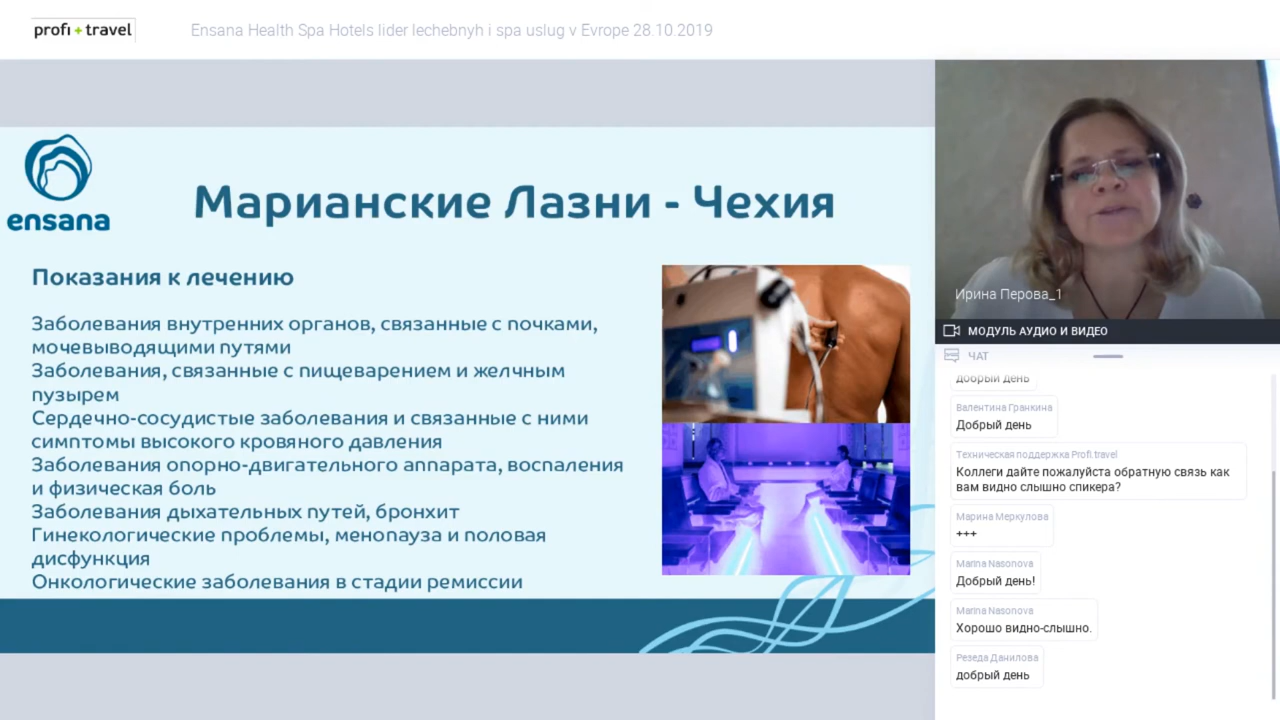 profi + travel
Ensana Health Spa Hotels lider lechebnyh i spa uslug v Evrope 28.10.2019
ensana
Марианские Лазни - Чехия
Показания к лечению
Заболевания внутренних органов, связанные с почками,
мочевыводящими путями
Заболевания, связанные с пищеварением и желчным
пузырем
Сердечно-сосудистые заболевания и связанные с ними
симптомы высокого кровяного давления
Заболевания опорно-двигательного аппарата, воспаления
и физическая боль
Заболевания дыхательных путей, бронхит
Гинекологические проблемы, менопауза и половая
дисфункция
Онкологические заболевания в стадии ремиссии
Ирина Перова_1
МОДУЛЬ АУДИО И ВИДЕО
ЧАТ
добрый день
Валентина Гранкина
Добрый день
Техническая поддержка Profi.travel
Коллеги дайте пожалуйста обратную связь как
вам видно слышно спикера?
Марина Меркулова
+++
Marina Nasonova
Добрый день!
Marina Nasonova
Хорошо видно-слышно.
Резеда Данилова
добрый день